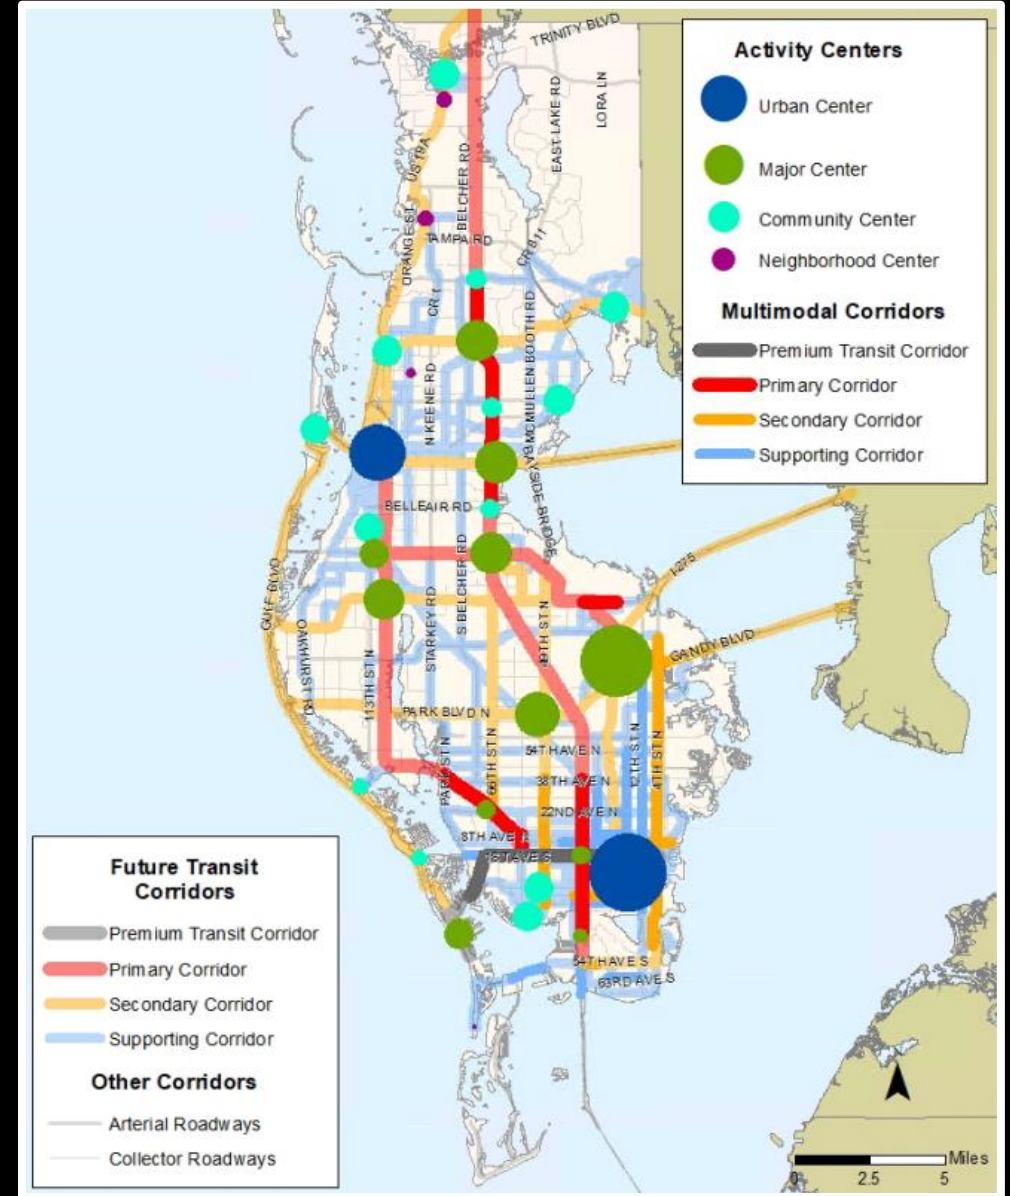 TRINITY BLVD
EAST LAKE RD
LORA LN
US 19A
BELCHER RD
ORANGE ST
TAMPA RD
CR 611
CR 1
N KEENE RD
MCMULLEN BOOTH RD
BAYSIDE BRIDGE
BELLEAIR RD
S BELCHER RD
STARKEY RD
49TH ST N
I-275
GANDY BLVD
GULF BLVD
OAKHURST RD
113TH ST N
PARK BLVD N
PARK ST N
66TH ST N
54TH AVE N
38TH AVE N
22ND AVE N
12TH ST N
4TH ST N
8TH AVE N
1ST AVE S
54TH AVE S
63RD AVE S
Activity Centers
Urban Center
Major Center
Community Center
Neighborhood Center
Multimodal Corridors
Premium Transit Corridor
Primary Corridor
Secondary Corridor
Supporting Corridor
Future Transit
Corridors
Premium Transit Corridor
Primary Corridor
Secondary Corridor
Supporting Corridor
Other Corridors
Arterial Roadways
Collector Roadways
Miles
0 2.5 5